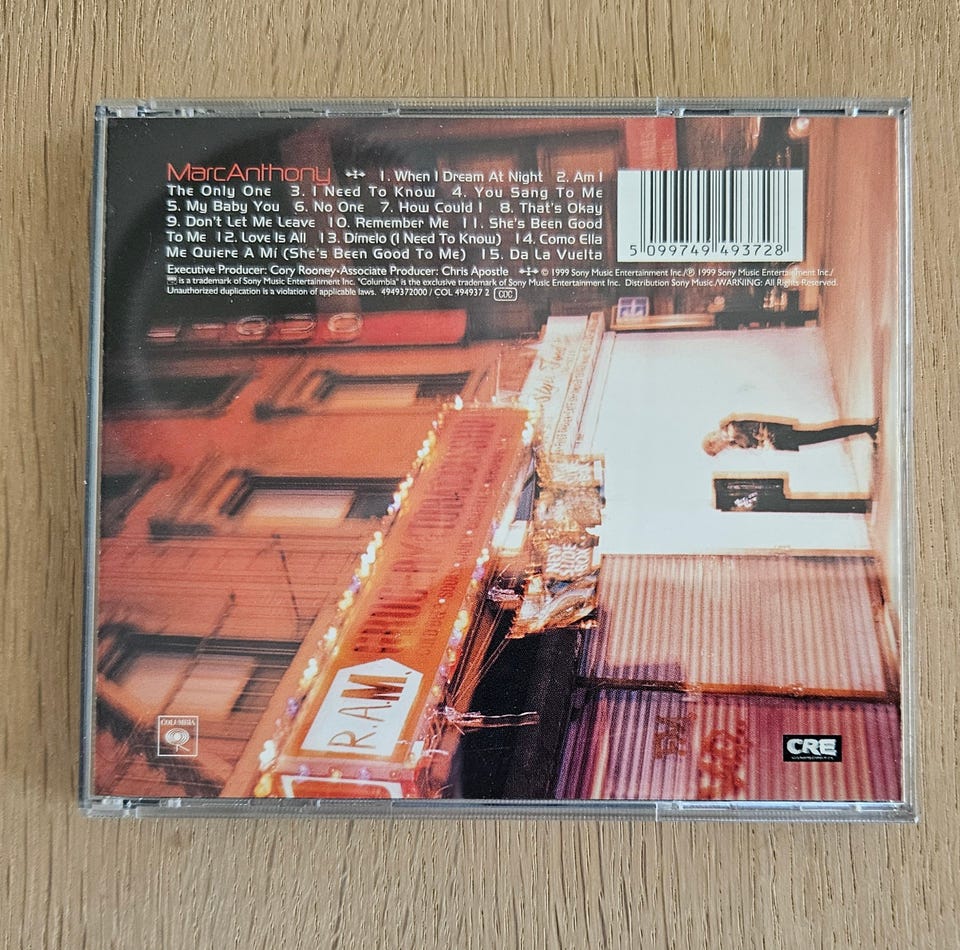 MarcAnthony 1. When I Dream At Night 2. Am I
The Only One 3. I Need To Know 4. You Sang To Me
5. My Baby You 6. No One 7. How Could I 8. That's Okay
9. Don't Let Me Leave 10. Remember Me 11. She's Been Good
To Me 12. Love Is All 13. Dímelo (I Need To Know) 14. Como Ella
Me Quiere A Mí (She's Been Good To Me) 15. Da La Vuelta
5 099749 493728
Executive Producer: Cory Rooney•Associate Producer: Chris Apostle © 1999 Sony Music Entertainment Inc./℗ 1999 Sony Music Entertainment Inc./
is a trademark of Sony Music Entertainment Inc. "Columbia" is the exclusive trademark of Sony Music Entertainment Inc. Distribution Sony Music./WARNING: All Rights Reserved.
Unauthorized duplication is a violation of applicable laws. 4949372000 / COL 494937 2 CDC
R.A.M.
COLUMBIA
CRE